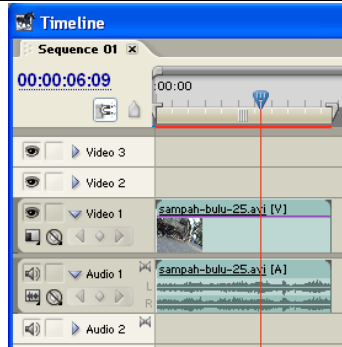 Timeline
Sequence 01
00:00:06:09
:00:00
Video 3
Video 2
Video 1
sampah-bulu-25.avi [V]
Audio 1
sampah-bulu-25.avi [A]
L
R
Audio 2